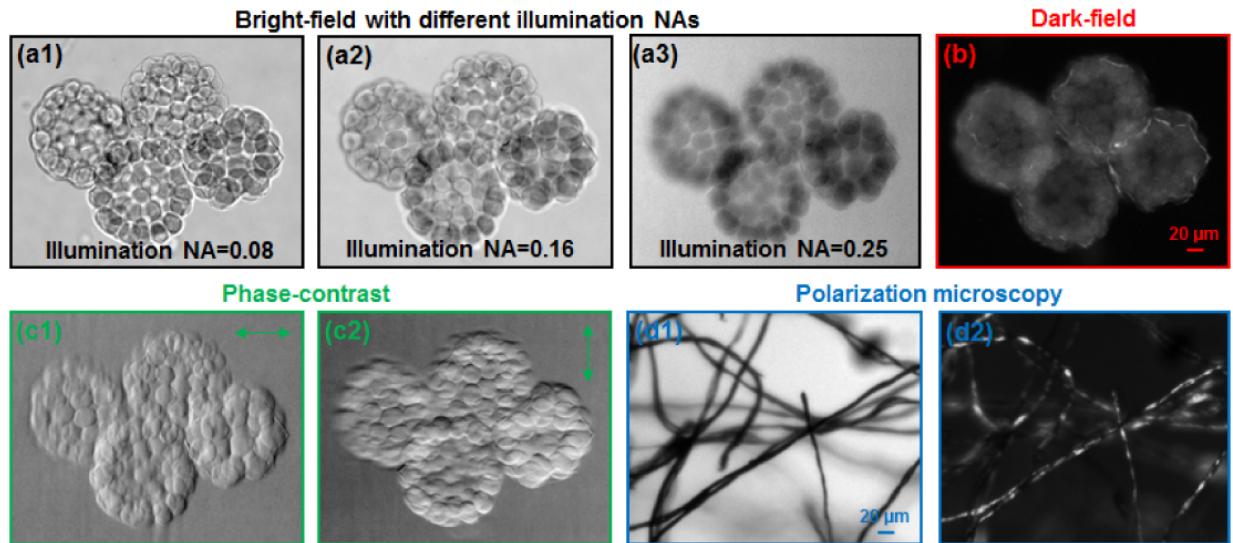 Bright-field with different illumination NAs
Dark-field
(a1)
(a2)
(a3)
(b)
Illumination NA=0.08
Illumination NA=0.16
Illumination NA=0.25
20 µm
Phase-contrast
Polarization microscopy
(c1)
(c2)
(d1)
(d2)
20 µm